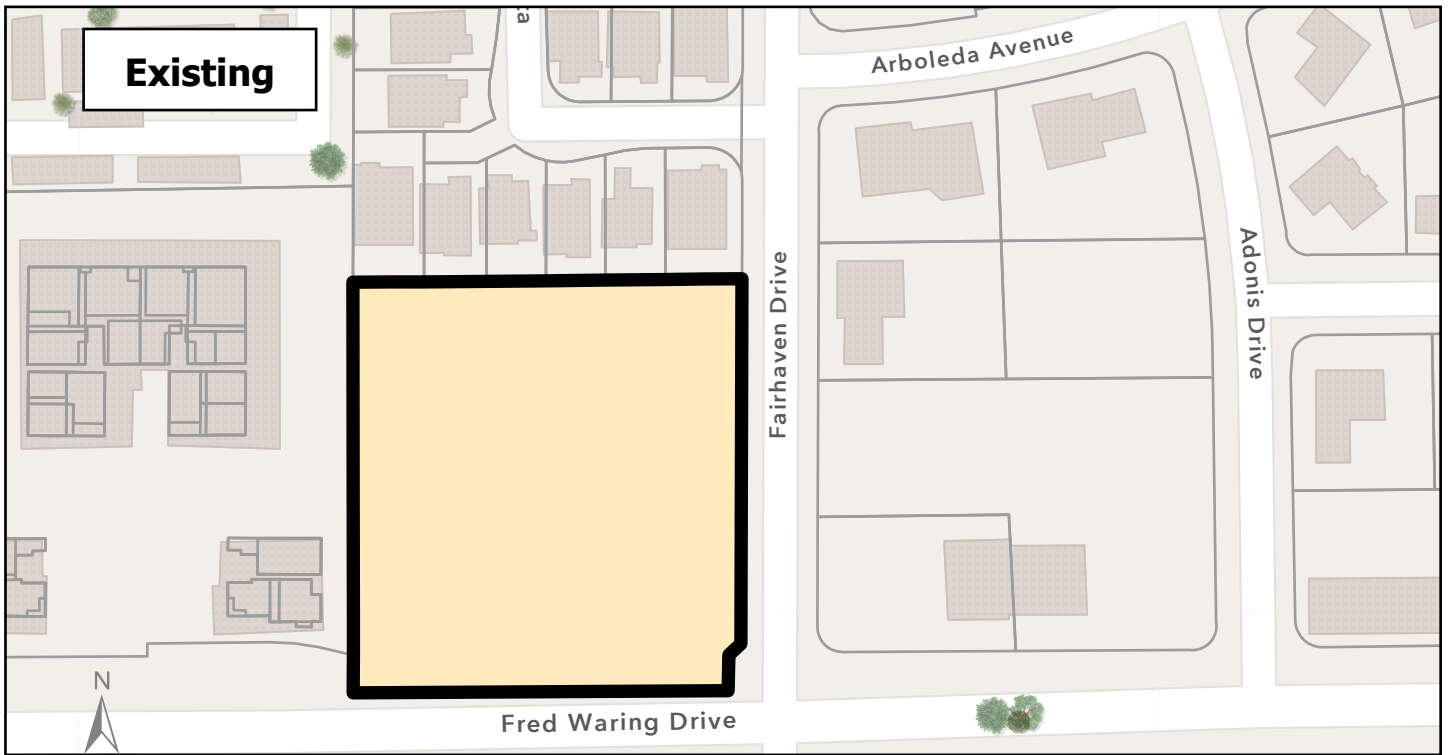 Existing
Arboleda Avenue
Fairhaven Drive
Adonis Drive
N
Fred Waring Drive